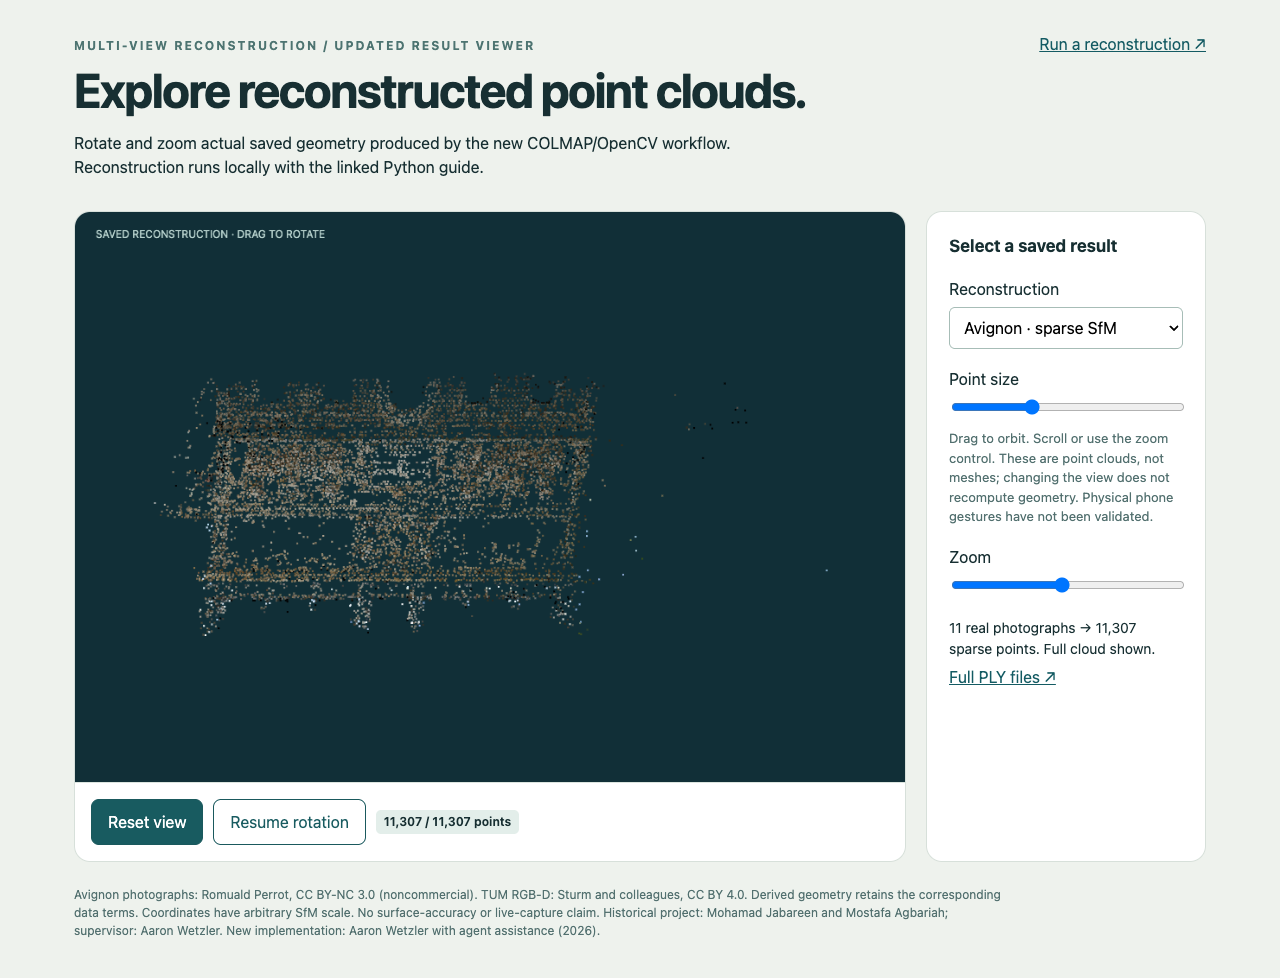 MULTI-VIEW RECONSTRUCTION / UPDATED RESULT VIEWER
Run a reconstruction ↗
Explore reconstructed point clouds.
Rotate and zoom actual saved geometry produced by the new COLMAP/OpenCV workflow.
Reconstruction runs locally with the linked Python guide.
SAVED RECONSTRUCTION · DRAG TO ROTATE
Select a saved result
Reconstruction
Avignon · sparse SfM
Point size
Drag to orbit. Scroll or use the zoom
control. These are point clouds, not
meshes; changing the view does not
recompute geometry. Physical phone
gestures have not been validated.
Zoom
11 real photographs → 11,307
sparse points. Full cloud shown.
Full PLY files ↗
Reset view
Resume rotation
11,307 / 11,307 points
Avignon photographs: Romuald Perrot, CC BY-NC 3.0 (noncommercial). TUM RGB-D: Sturm and colleagues, CC BY 4.0. Derived geometry retains the corresponding
data terms. Coordinates have arbitrary SfM scale. No surface-accuracy or live-capture claim. Historical project: Mohamad Jabareen and Mostafa Agbariah;
supervisor: Aaron Wetzler. New implementation: Aaron Wetzler with agent assistance (2026).